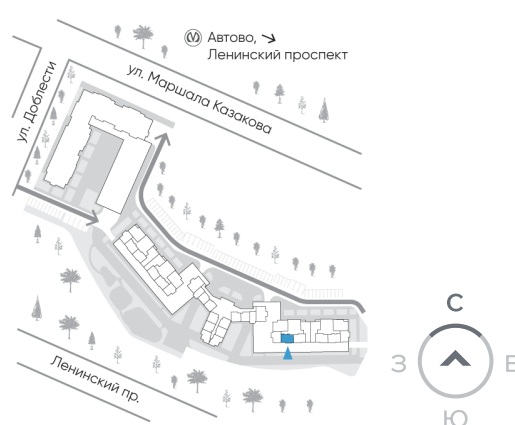 Автово, ↘
Ленинский проспект
ул. Маршала Казакова
ул. Доблести
Ленинский пр.
С
З
В
Ю